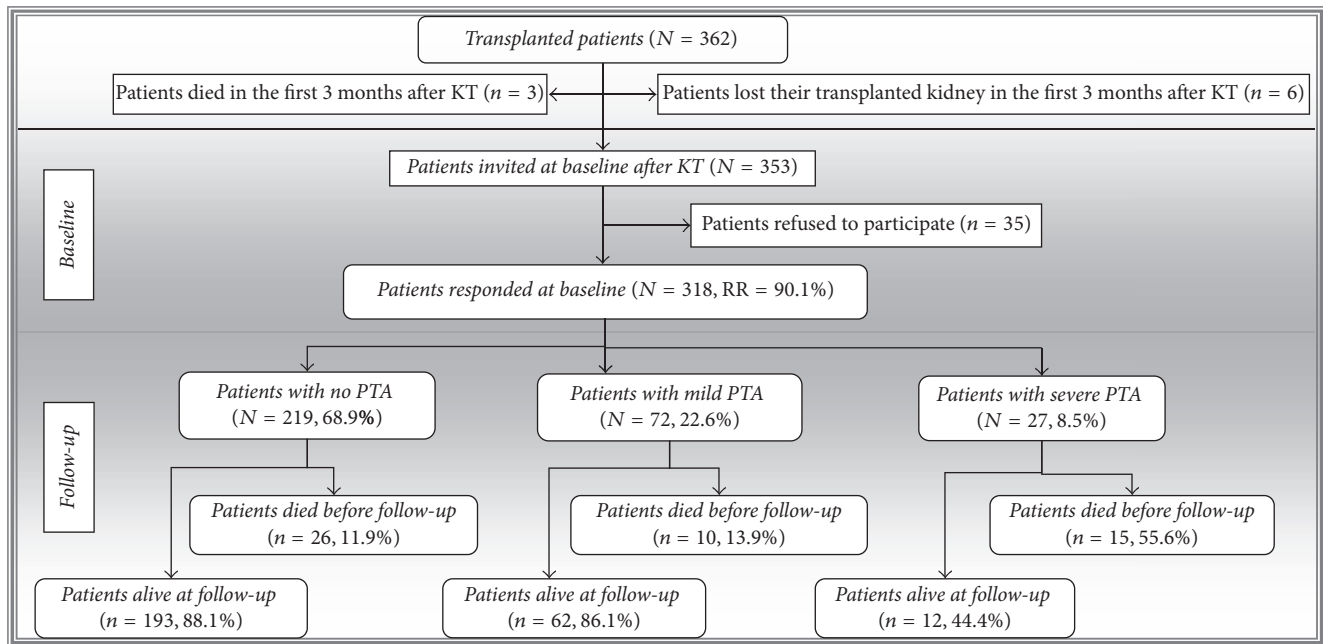 Transplanted patients (N = 362)
Patients died in the first 3 months after KT (n = 3)
Patients lost their transplanted kidney in the first 3 months after KT (n = 6)
Baseline
Patients invited at baseline after KT (N = 353)
Patients refused to participate (n = 35)
Patients responded at baseline (N = 318, RR = 90.1%)
Follow-up
Patients with no PTA
(N = 219, 68.9%)
Patients with mild PTA
(N = 72, 22.6%)
Patients with severe PTA
(N = 27, 8.5%)
Patients died before follow-up
(n = 26, 11.9%)
Patients died before follow-up
(n = 10, 13.9%)
Patients died before follow-up
(n = 15, 55.6%)
Patients alive at follow-up
(n = 193, 88.1%)
Patients alive at follow-up
(n = 62, 86.1%)
Patients alive at follow-up
(n = 12, 44.4%)